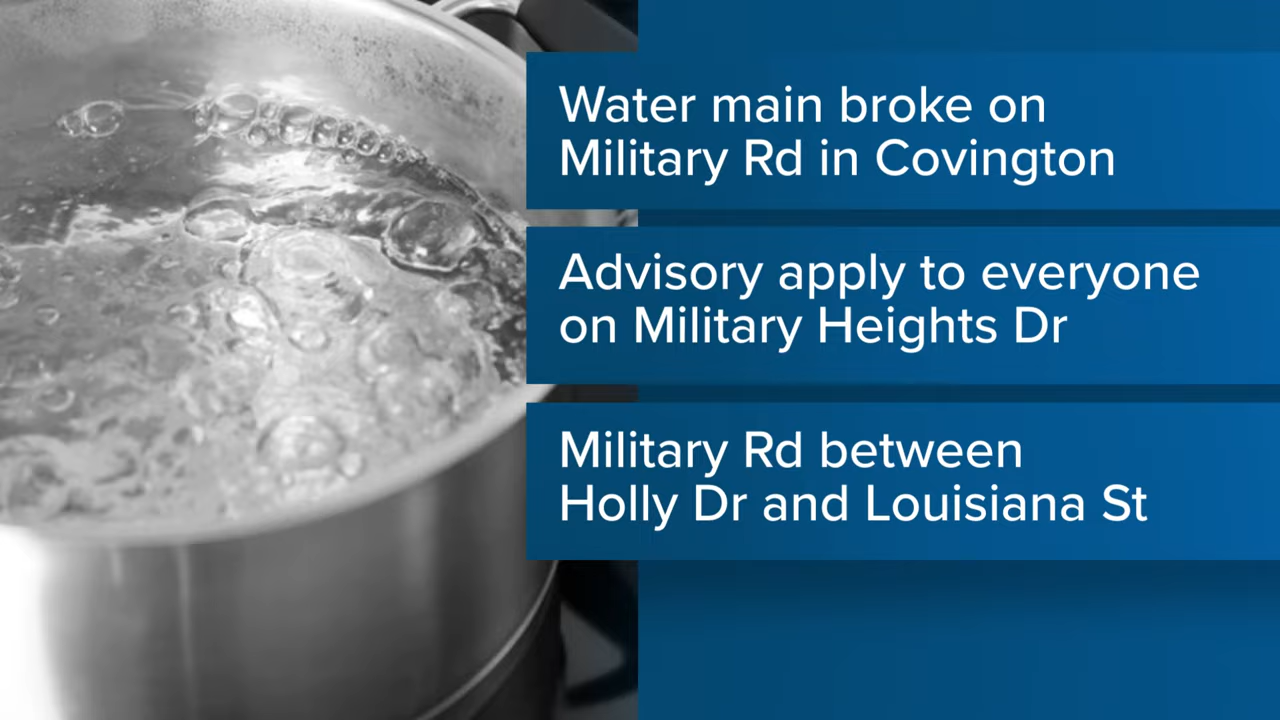 Water main broke on
Military Rd in Covington
Advisory apply to everyone
on Military Heights Dr
Military Rd between
Holly Dr and Louisiana St